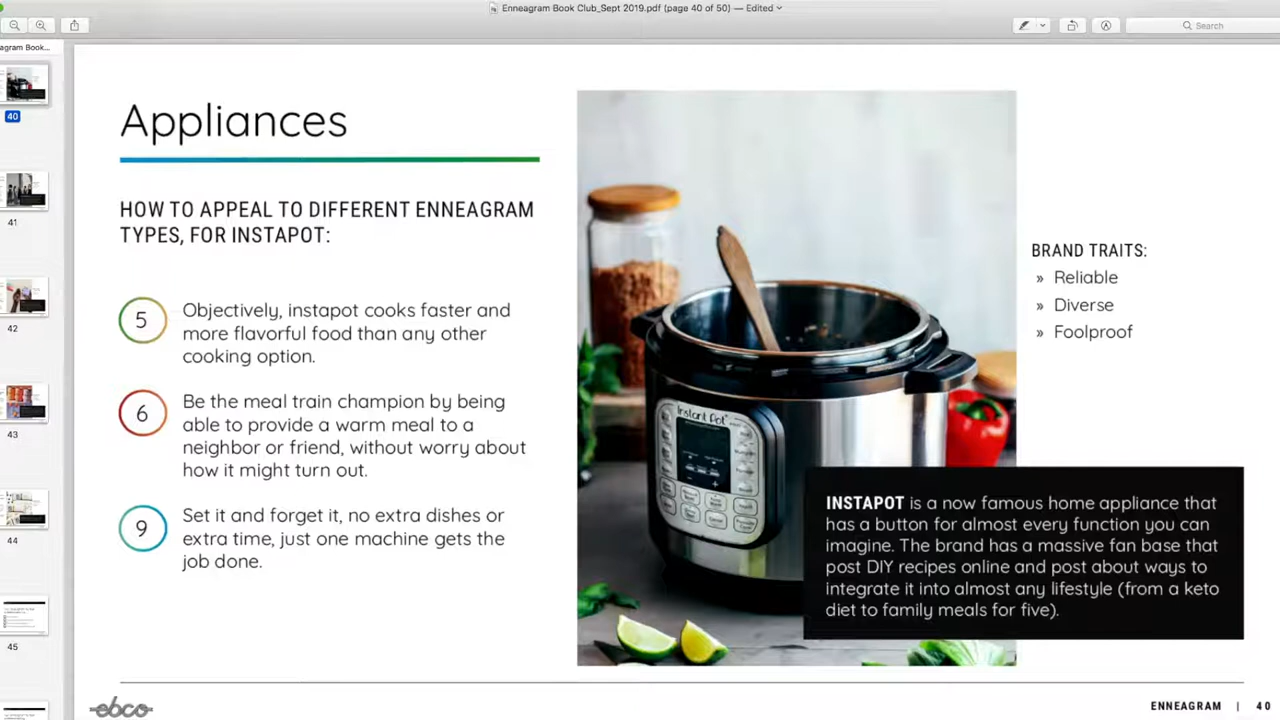 Enneagram Book Club_Sept 2019.pdf (page 40 of 50) — Edited
Search
agram Book...
40
41
42
43
44
45
Appliances
HOW TO APPEAL TO DIFFERENT ENNEAGRAM
TYPES, FOR INSTAPOT:
5
Objectively, instapot cooks faster and
more flavorful food than any other
cooking option.
6
Be the meal train champion by being
able to provide a warm meal to a
neighbor or friend, without worry about
how it might turn out.
9
Set it and forget it, no extra dishes or
extra time, just one machine gets the
job done.
Instant Pot
BRAND TRAITS:
» Reliable
» Diverse
» Foolproof
INSTAPOT is a now famous home appliance that
has a button for almost every function you can
imagine. The brand has a massive fan base that
post DIY recipes online and post about ways to
integrate it into almost any lifestyle (from a keto
diet to family meals for five).
ebco
ENNEAGRAM | 40